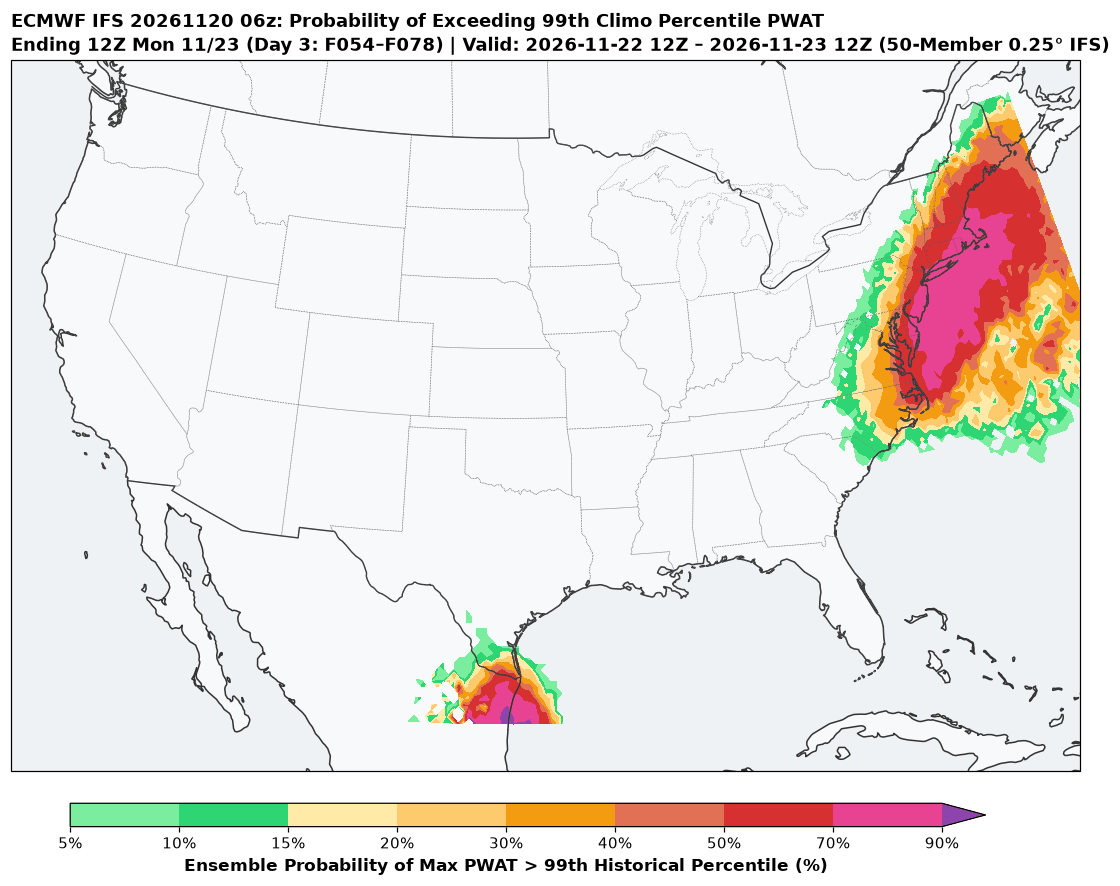 ECMWF IFS 20261120 06z: Probability of Exceeding 99th Climo Percentile PWAT
Ending 12Z Mon 11/23 (Day 3: F054–F078) | Valid: 2026-11-22 12Z – 2026-11-23 12Z (50-Member 0.25° IFS)
5% 10% 15% 20% 30% 40% 50% 70% 90%
Ensemble Probability of Max PWAT > 99th Historical Percentile (%)